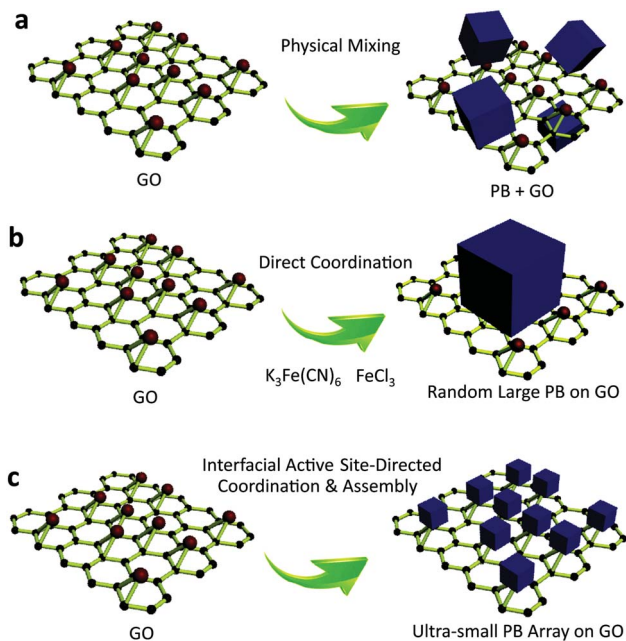 a
Physical Mixing
GO
PB + GO
b
Direct Coordination
K₃Fe(CN)₆ FeCl₃
GO
Random Large PB on GO
c
Interfacial Active Site-Directed
Coordination & Assembly
GO
Ultra-small PB Array on GO